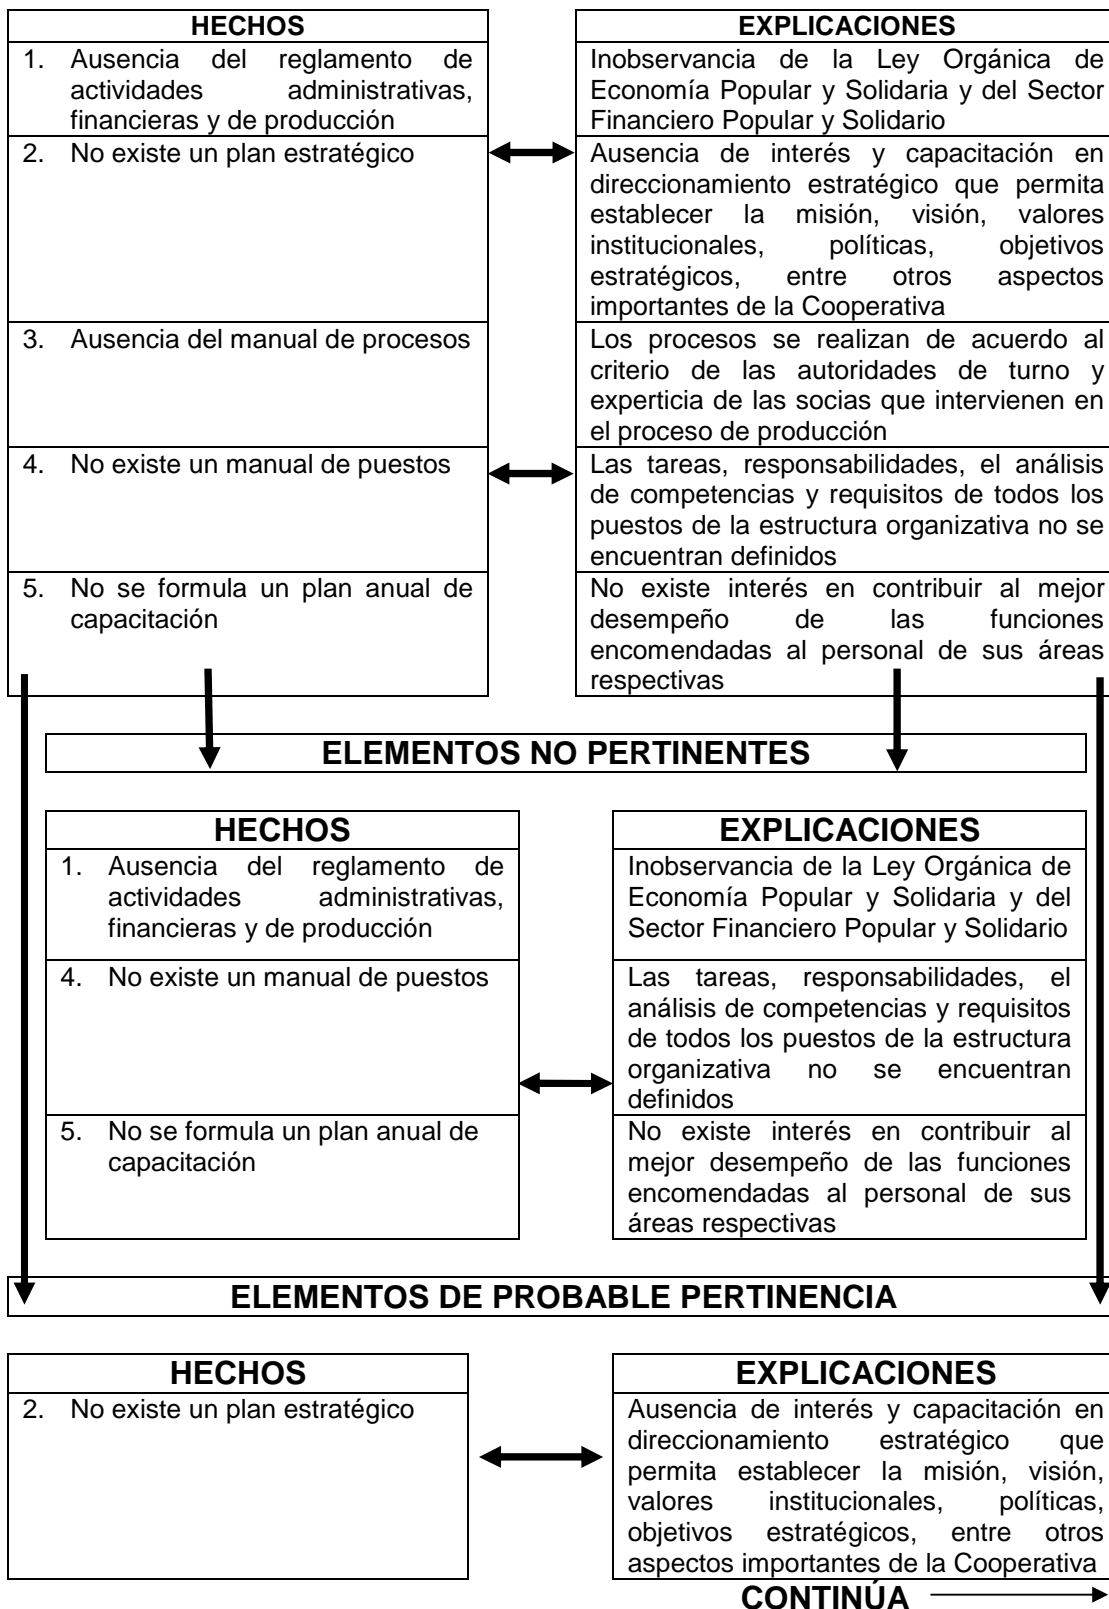 HECHOS
1. Ausencia del reglamento de
actividades administrativas,
financieras y de producción
2. No existe un plan estratégico
3. Ausencia del manual de procesos
4. No existe un manual de puestos
5. No se formula un plan anual de
capacitación
EXPLICACIONES
Inobservancia de la Ley Orgánica de
Economía Popular y Solidaria y del Sector
Financiero Popular y Solidario
Ausencia de interés y capacitación en
direccionamiento estratégico que permita
establecer la misión, visión, valores
institucionales, políticas, objetivos
estratégicos, entre otros aspectos
importantes de la Cooperativa
Los procesos se realizan de acuerdo al
criterio de las autoridades de turno y
experticia de las socias que intervienen en
el proceso de producción
Las tareas, responsabilidades, el análisis
de competencias y requisitos de todos los
puestos de la estructura organizativa no se
encuentran definidos
No existe interés en contribuir al mejor
desempeño de las funciones
encomendadas al personal de sus áreas
respectivas
ELEMENTOS NO PERTINENTES
HECHOS
1. Ausencia del reglamento de
actividades administrativas,
financieras y de producción
4. No existe un manual de puestos
5. No se formula un plan anual de
capacitación
EXPLICACIONES
Inobservancia de la Ley Orgánica de
Economía Popular y Solidaria y del
Sector Financiero Popular y Solidario
Las tareas, responsabilidades, el
análisis de competencias y requisitos
de todos los puestos de la estructura
organizativa no se encuentran
definidos
No existe interés en contribuir al
mejor desempeño de las funciones
encomendadas al personal de sus
áreas respectivas
ELEMENTOS DE PROBABLE PERTINENCIA
HECHOS
2. No existe un plan estratégico
EXPLICACIONES
Ausencia de interés y capacitación en
direccionamiento estratégico que
permita establecer la misión, visión,
valores institucionales, políticas,
objetivos estratégicos, entre otros
aspectos importantes de la Cooperativa
CONTINÚA